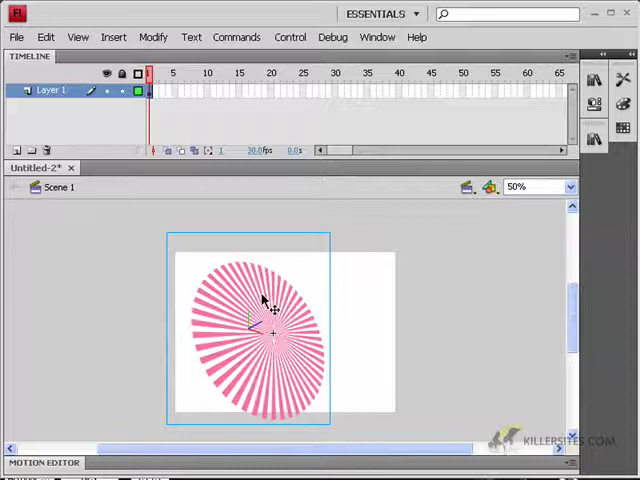 Fl ESSENTIALS
File Edit View Insert Modify Text Commands Control Debug Window Help
TIMELINE
1 5 10 15 20 25 30 35 40 45 50 55 60 65
Layer 1
1 30.0fps 0.0s
Untitled-2*
Scene 1 50%
KILLERSITES.COM
MOTION EDITOR